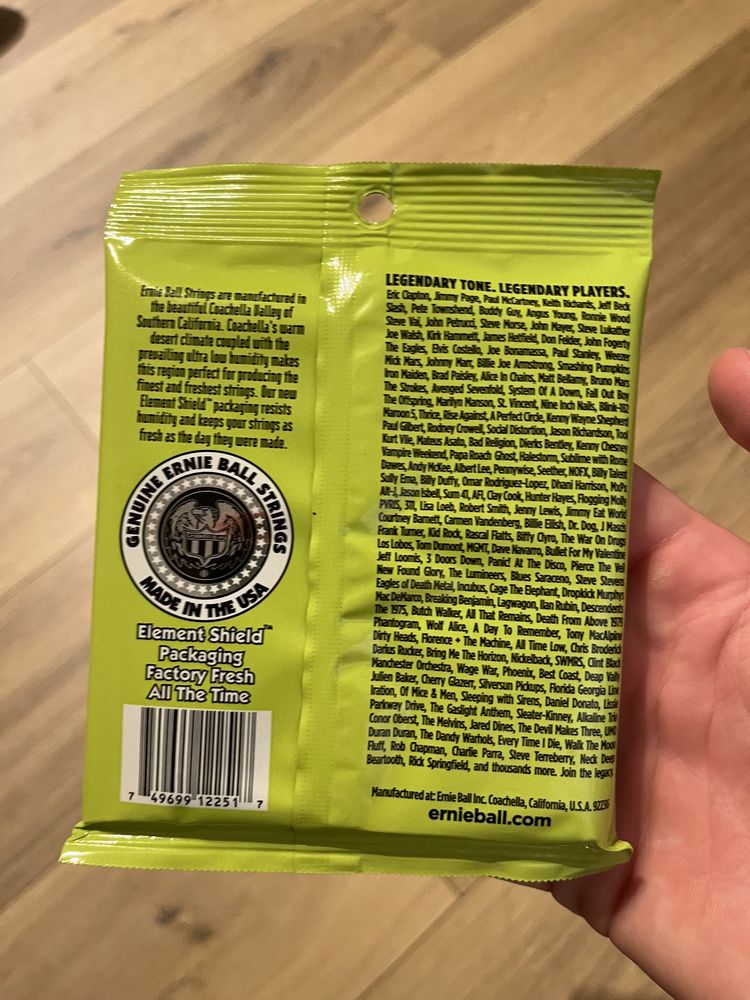 Ernie Ball Strings are manufactured in
the beautiful Coachella Valley of
Southern California. Coachella's warm
desert climate coupled with the
prevailing ultra low humidity makes
this region perfect for producing the
finest and freshest strings. Our new
Element Shield™ packaging resists
humidity and keeps your strings as
fresh as the day they were made.
GENUINE ERNIE BALL STRINGS
MADE IN THE USA
Element Shield™
Packaging
Factory Fresh
All The Time
7 49699 12251 7
LEGENDARY TONE. LEGENDARY PLAYERS.
Eric Clapton, Jimmy Page, Paul McCartney, Keith Richards, Jeff Beck
Slash, Pete Townshend, Buddy Guy, Angus Young, Ronnie Wood
Steve Vai, John Petrucci, Steve Morse, John Mayer, Steve Lukather
Joe Walsh, Kirk Hammett, James Hetfield, Don Felder, John Fogerty
The Eagles, Elvis Costello, Joe Bonamassa, Paul Stanley, Weezer
Mick Mars, Johnny Marr, Billie Joe Armstrong, Smashing Pumpkins
Iron Maiden, Brad Paisley, Alice in Chains, Matt Bellamy, Bruno Mars
The Strokes, Avenged Sevenfold, System Of A Down, Fall Out Boy
The Offspring, Marilyn Manson, St. Vincent, Nine Inch Nails, Blink-182
Maroon 5, Thrice, Rise Against, A Perfect Circle, Kenny Wayne Shepherd
Paul Gilbert, Rodney Crowell, Social Distortion, Jason Richardson, Tool
Kurt Vile, Mateus Asato, Bad Religion, Dierks Bentley, Kenny Chesney
Vampire Weekend, Papa Roach Ghost, Halestorm, Sublime with Rome
Dawes, Andy McKee, Albert Lee, Pennywise, Seether, NOFX, Billy Talent
Sully Erna, Billy Duffy, Omar Rodriguez-Lopez, Dhani Harrison, MxPx
Alt-J, Jason Isbell, Sum 41, AFI, Clay Cook, Hunter Hayes, Flogging Molly
PVRIS, 311, Lisa Loeb, Robert Smith, Jenny Lewis, Jimmy Eat World
Courtney Barnett, Carmen Vandenberg, Billie Eilish, Dr. Dog, J Mascis
Frank Turner, Kid Rock, Rascal Flatts, Biffy Clyro, The War On Drugs
Los Lobos, Tom Dumont, MGMT, Dave Navarro, Bullet For My Valentine
Jeff Loomis, 3 Doors Down, Panic! At The Disco, Pierce The Veil
New Found Glory, The Lumineers, Blues Saraceno, Steve Stevens
Eagles of Death Metal, Incubus, Cage The Elephant, Dropkick Murphys
Mac DeMarco, Breaking Benjamin, Lagwagon, Ilan Rubin, Descendents
The 1975, Butch Walker, All That Remains, Death From Above 1979
Phantogram, Wolf Alice, A Day To Remember, Tony MacAlpine
Dirty Heads, Florence + The Machine, All Time Low, Chris Broderick
Darius Rucker, Bring Me The Horizon, Nickelback, SWMRS, Clint Black
Manchester Orchestra, Wage War, Phoenix, Best Coast, Deap Vally
Julien Baker, Cherry Glazerr, Silversun Pickups, Florida Georgia Line
Iration, Of Mice & Men, Sleeping with Sirens, Daniel Donato, Lissie
Parkway Drive, The Gaslight Anthem, Sleater-Kinney, Alkaline Trio
Conor Oberst, The Melvins, Jared Dines, The Devil Makes Three, UMO
Duran Duran, The Dandy Warhols, Every Time I Die, Walk The Moon
Fluff, Rob Chapman, Charlie Parra, Steve Terreberry, Neck Deep
Beartooth, Rick Springfield, and thousands more. Join the legacy.
Manufactured at: Ernie Ball Inc. Coachella, California, U.S.A. 92236
ernieball.com